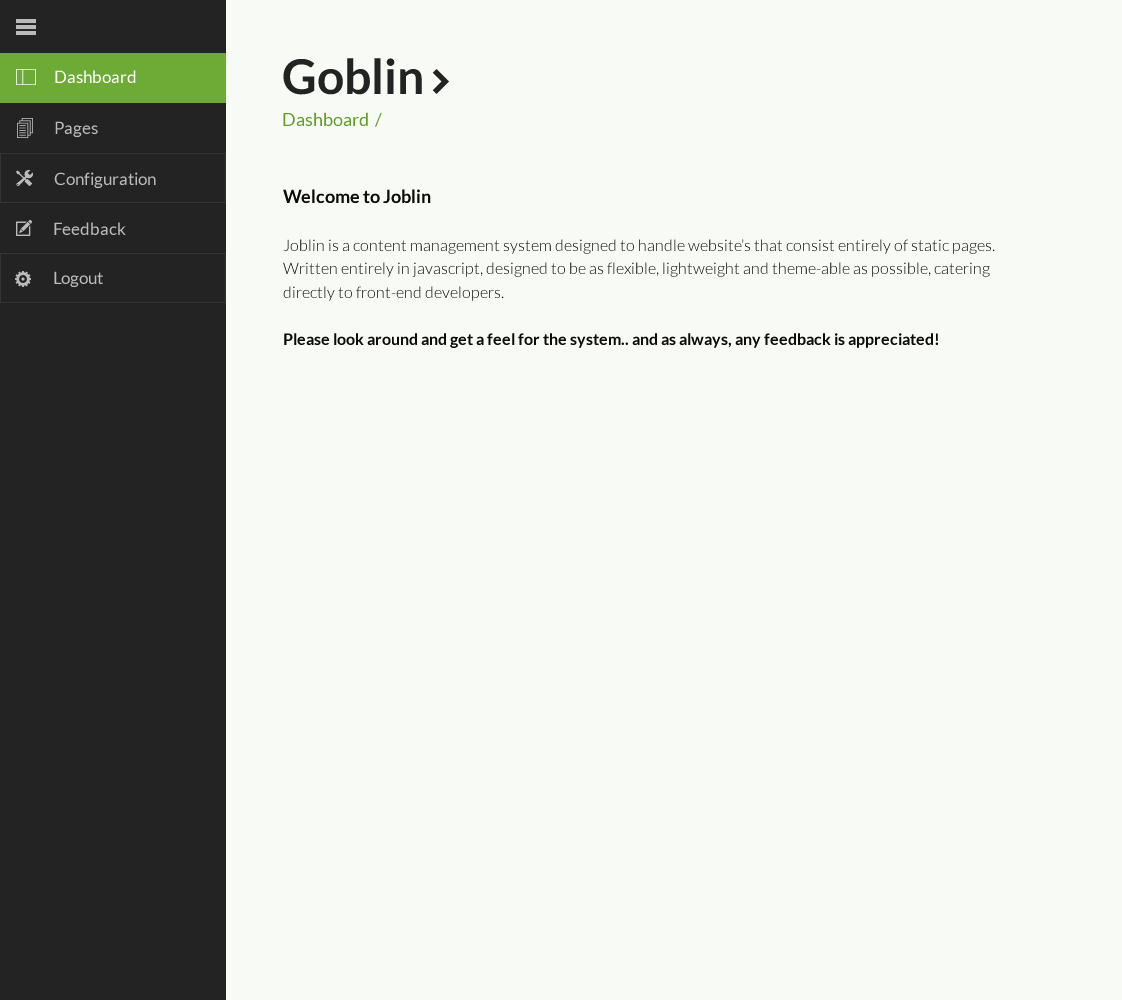 Dashboard
Pages
Configuration
Feedback
Logout
Goblin
Dashboard /
Welcome to Joblin
Joblin is a content management system designed to handle website's that consist entirely of static pages.
Written entirely in javascript, designed to be as flexible, lightweight and theme-able as possible, catering
directly to front-end developers.
Please look around and get a feel for the system.. and as always, any feedback is appreciated!